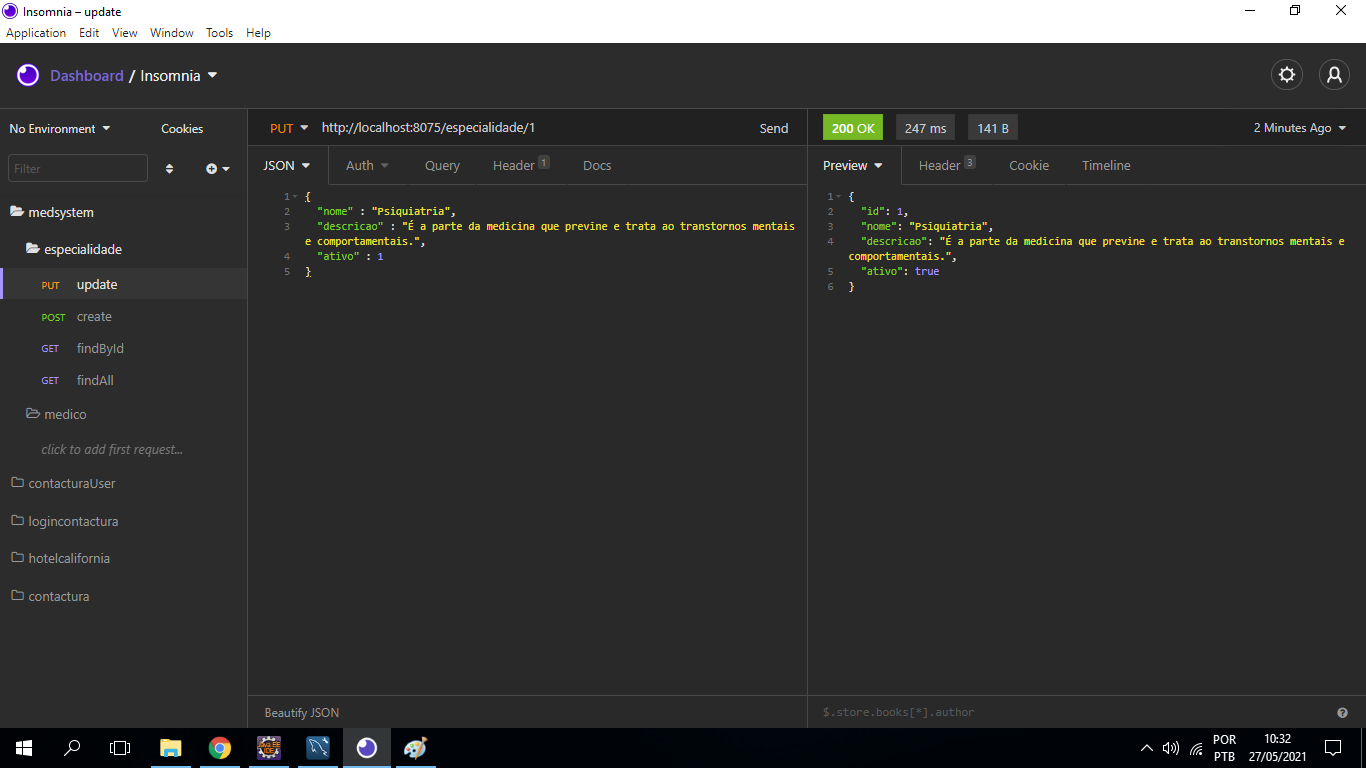 Insomnia – update
Application Edit View Window Tools Help
Dashboard / Insomnia
No Environment Cookies
Filter
medsystem
especialidade
PUT update
POST create
GET findById
GET findAll
medico
click to add first request...
contacturaUser
logincontactura
hotelcalifornia
contactura
PUT http://localhost:8075/especialidade/1 Send
JSON Auth Query Header 1 Docs
1 {
2 "nome" : "Psiquiatria",
3 "descricao" : "É a parte da medicina que previne e trata ao transtornos mentais
e comportamentais.",
4 "ativo" : 1
5 }
Beautify JSON
200 OK 247 ms 141 B 2 Minutes Ago
Preview Header 3 Cookie Timeline
1 {
2 "id": 1,
3 "nome": "Psiquiatria",
4 "descricao": "É a parte da medicina que previne e trata ao transtornos mentais e
comportamentais.",
5 "ativo": true
6 }
$.store.books[*].author
POR
PTB
10:32
27/05/2021